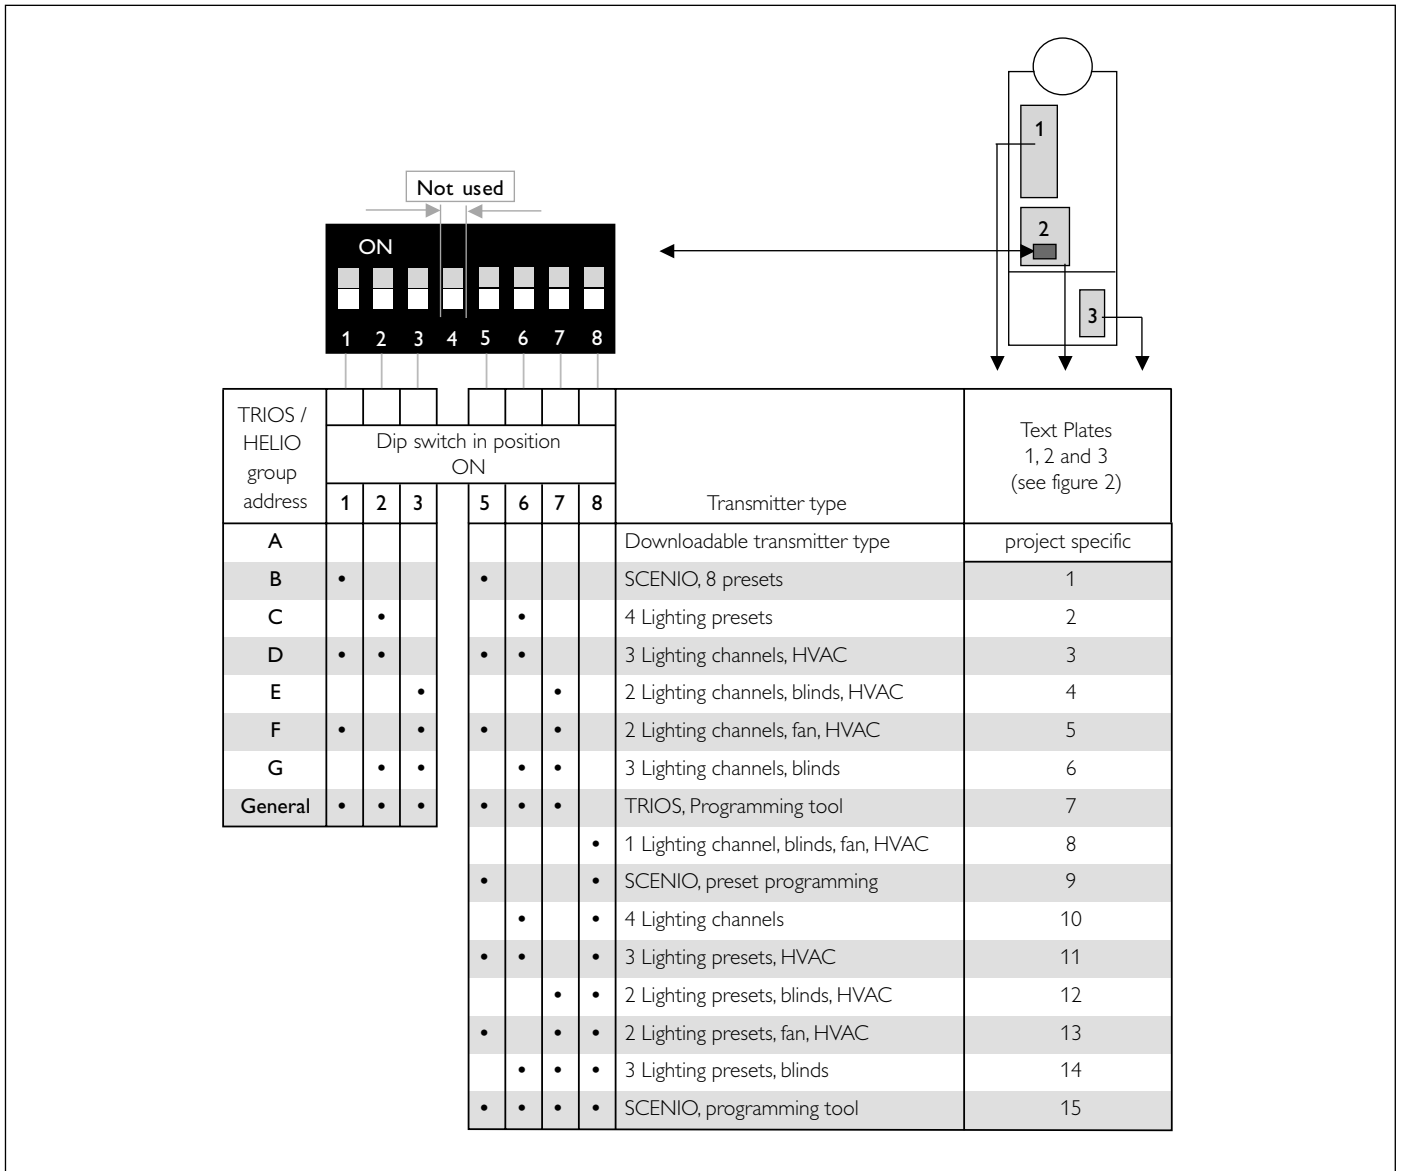 1
Not used
2
ON
3
1 2 3 4 5 6 7 8
TRIOS /
HELIO
group
address
Dip switch in position
ON
1 2 3 5 6 7 8
Transmitter type
Text Plates
1, 2 and 3
(see figure 2)
A Downloadable transmitter type project specific
B • • SCENIO, 8 presets 1
C • • 4 Lighting presets 2
D • • • • 3 Lighting channels, HVAC 3
E • • 2 Lighting channels, blinds, HVAC 4
F • • • • 2 Lighting channels, fan, HVAC 5
G • • • • 3 Lighting channels, blinds 6
General • • • • • • TRIOS, Programming tool 7
• 1 Lighting channel, blinds, fan, HVAC 8
• • SCENIO, preset programming 9
• • 4 Lighting channels 10
• • • 3 Lighting presets, HVAC 11
• • 2 Lighting presets, blinds, HVAC 12
• • • 2 Lighting presets, fan, HVAC 13
• • • 3 Lighting presets, blinds 14
• • • • SCENIO, programming tool 15